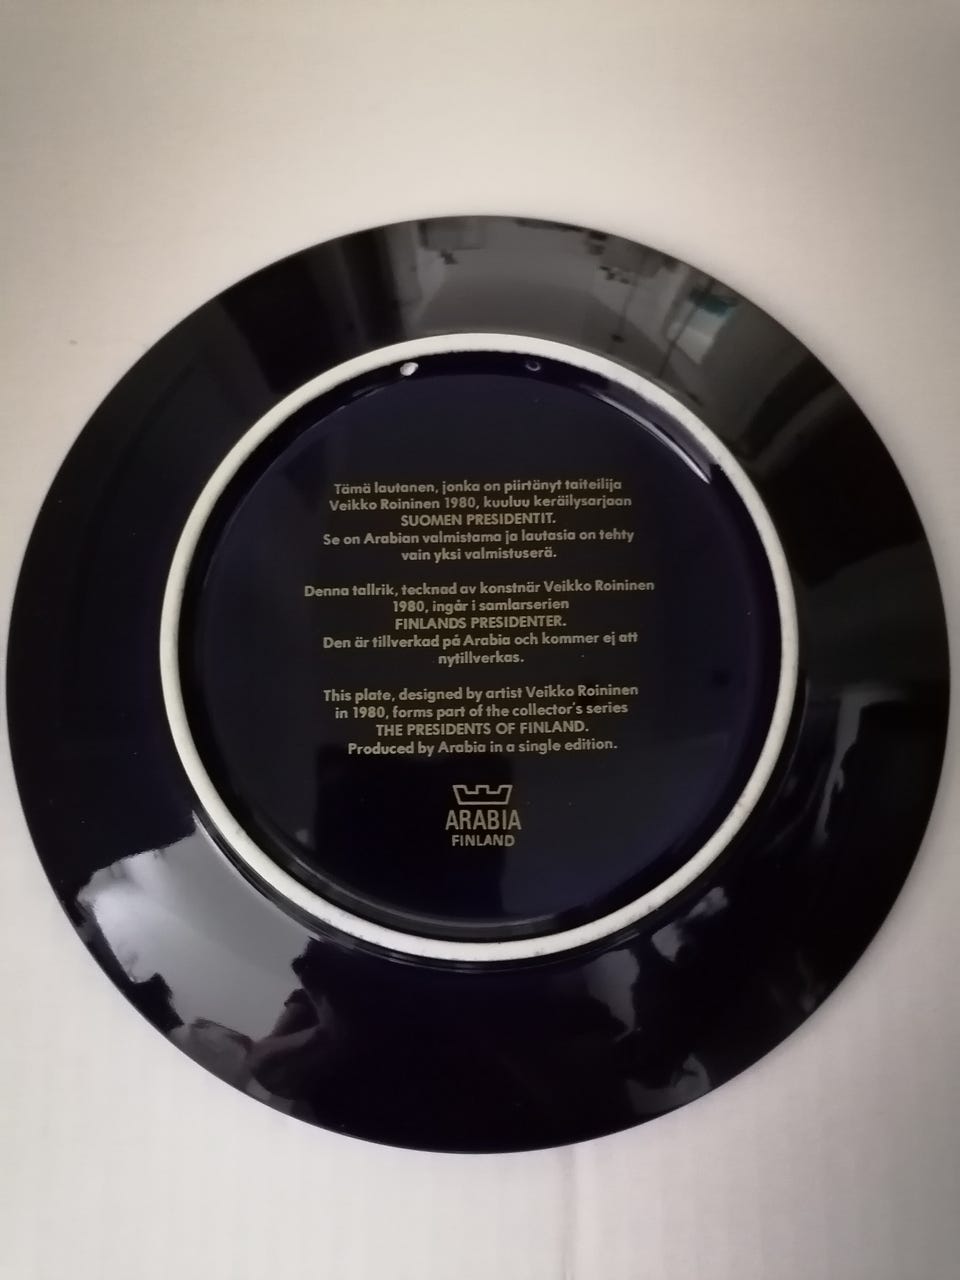 Tämä lautanen, jonka on piirtänyt taiteilija
Veikko Roininen 1980, kuuluu keräilysarjaan
SUOMEN PRESIDENTIT.
Se on Arabian valmistama ja lautasia on tehty
vain yksi valmistuserä.
Denna tallrik, tecknad av konstnär Veikko Roininen
1980, ingår i samlarserien
FINLANDS PRESIDENTER.
Den är tillverkad på Arabia och kommer ej att
nytillverkas.
This plate, designed by artist Veikko Roininen
in 1980, forms part of the collector's series
THE PRESIDENTS OF FINLAND.
Produced by Arabia in a single edition.
ARABIA
FINLAND